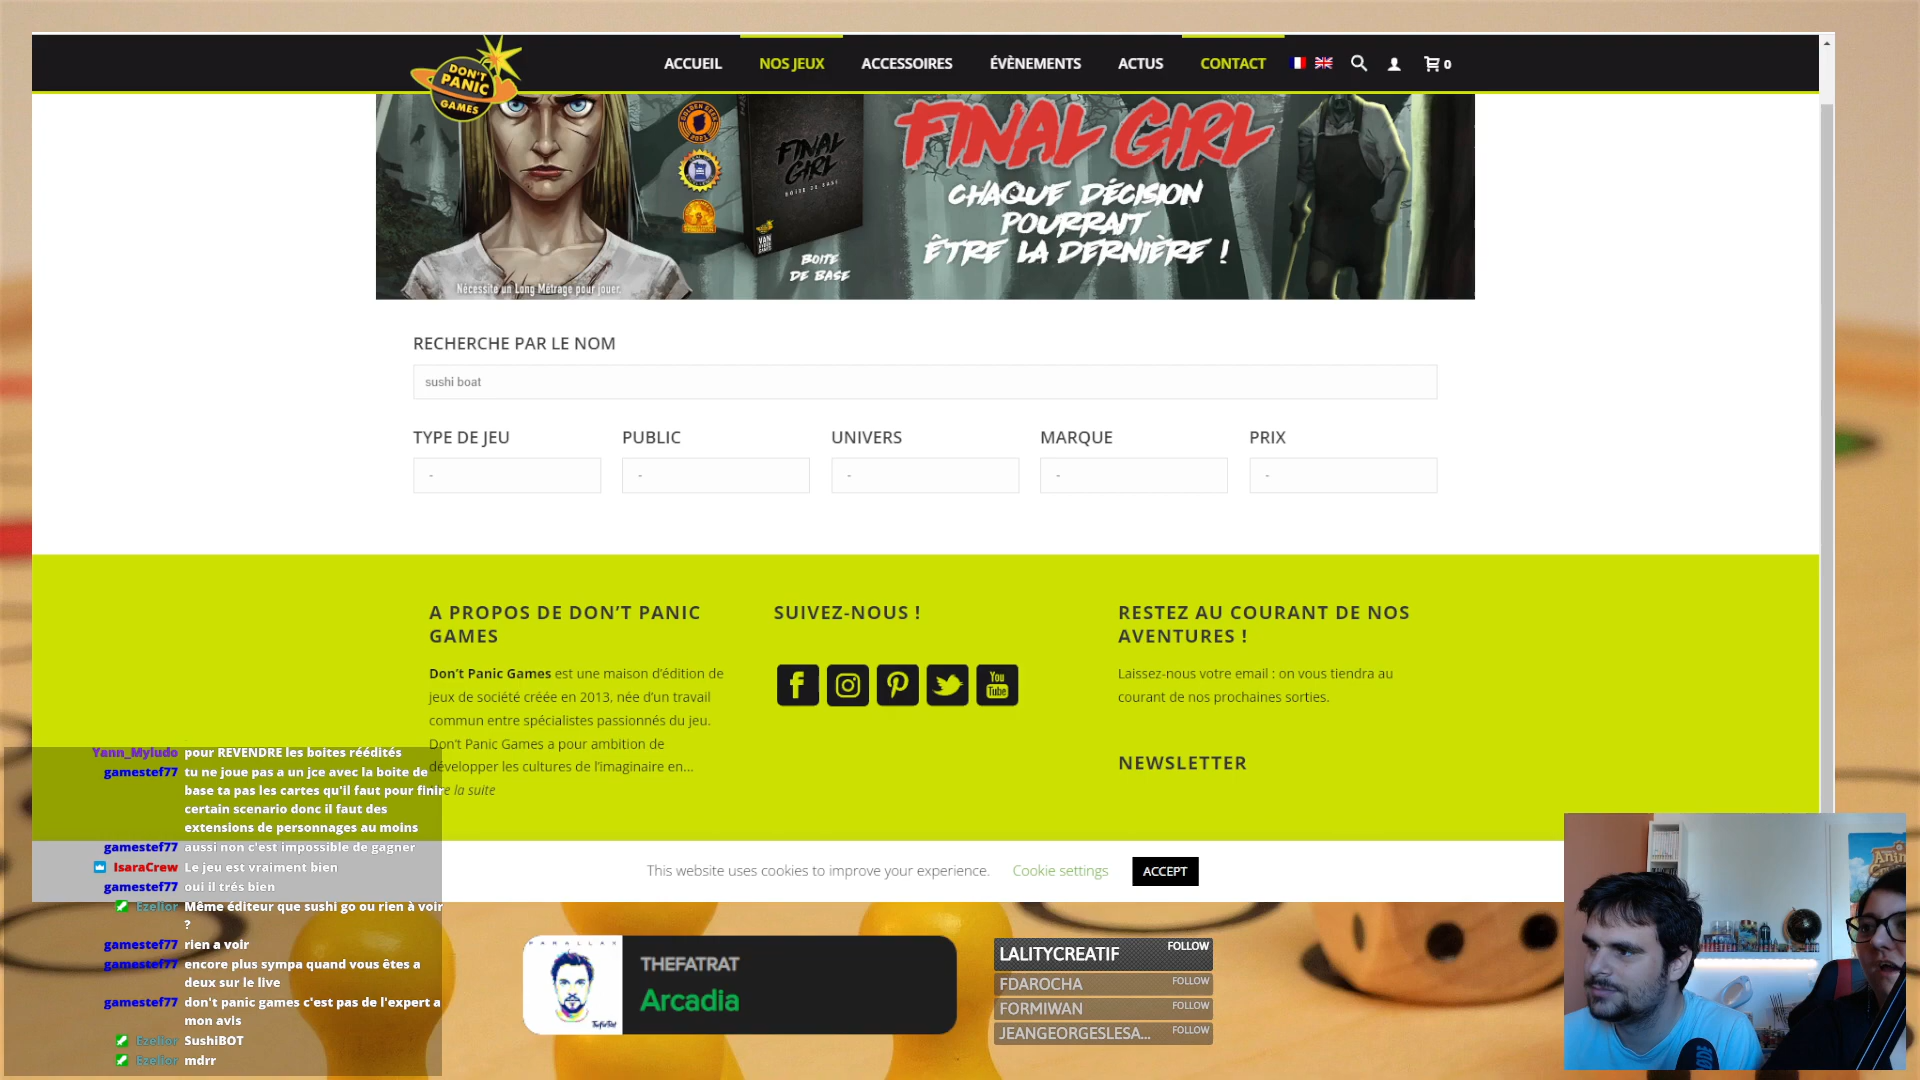 DON'T
PANIC
GAMES
ACCUEIL
NOS JEUX
ACCESSOIRES
ÉVÈNEMENTS
ACTUS
CONTACT
0
FINAL
GIRL
BOITE DE BASE
FINAL GIRL
CHAQUE DÉCISION
POURRAIT
ÊTRE LA DERNIÈRE !
BOITE
DE BASE
Nécessite un Long Métrage pour jouer.
RECHERCHE PAR LE NOM
sushi boat
TYPE DE JEU
PUBLIC
UNIVERS
MARQUE
PRIX
-
-
-
-
-
A PROPOS DE DON'T PANIC
GAMES
Don't Panic Games est une maison d'édition de
jeux de société créée en 2013, née d'un travail
commun entre spécialistes passionnés du jeu.
Don't Panic Games a pour ambition de
développer les cultures de l'imaginaire en...
re la suite
SUIVEZ-NOUS !
You
Tube
RESTEZ AU COURANT DE NOS
AVENTURES !
Laissez-nous votre email : on vous tiendra au
courant de nos prochaines sorties.
NEWSLETTER
This website uses cookies to improve your experience.
Cookie settings
ACCEPT
Yann_Myludo pour REVENDRE les boites réédités
gamestef77 tu ne joue pas a un jce avec la boite de
base ta pas les cartes qu'il faut pour finir
certain scenario donc il faut des
extensions de personnages au moins
gamestef77 aussi non c'est impossible de gagner
IsaraCrew Le jeu est vraiment bien
gamestef77 oui il trés bien
Ezelior Même éditeur que sushi go ou rien à voir
?
gamestef77 rien a voir
gamestef77 encore plus sympa quand vous êtes a
deux sur le live
gamestef77 don't panic games c'est pas de l'expert a
mon avis
Ezelior SushiBOT
Ezelior mdrr
PARALLAX
TheFatRat
THEFATRAT
Arcadia
LALITYCREATIF FOLLOW
FDAROCHA FOLLOW
FORMIWAN FOLLOW
JEANGEORGESLESA... FOLLOW